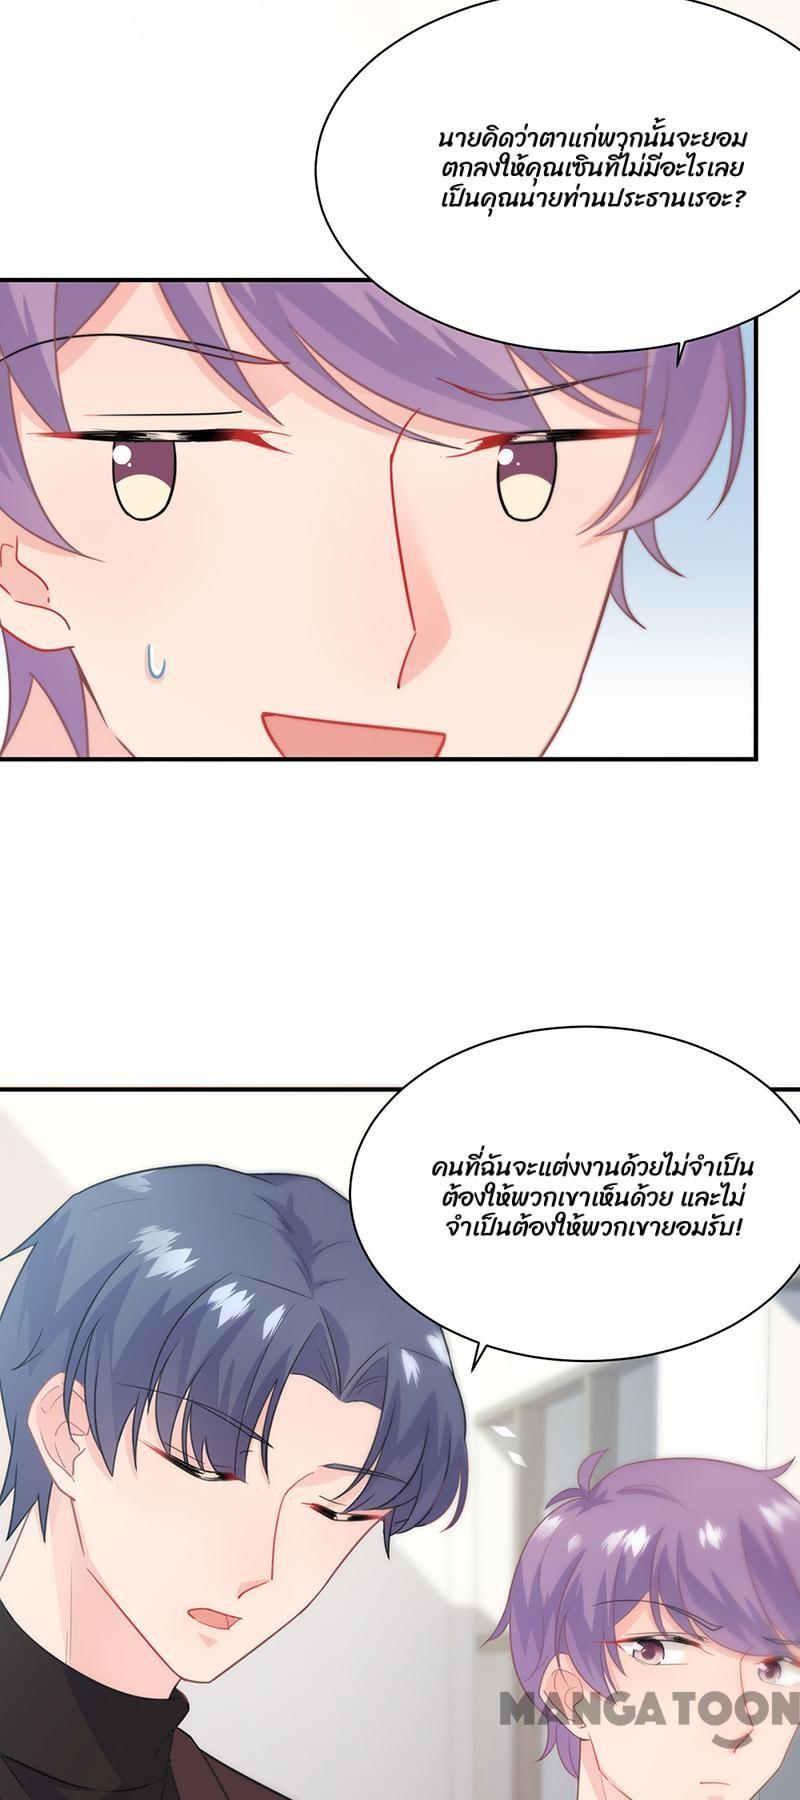 นายคิดว่าตาแก่พวกนั้นจะยอม
ตกลงให้คุณเซินที่ไม่มีอะไรเลย
เป็นคุณนายท่านประธานเรอะ?
คนที่ฉันจะแต่งงานด้วยไม่จำเป็น
ต้องให้พวกเขาเห็นด้วย และไม่
จำเป็นต้องให้พวกเขายอมรับ!
MANGATOON